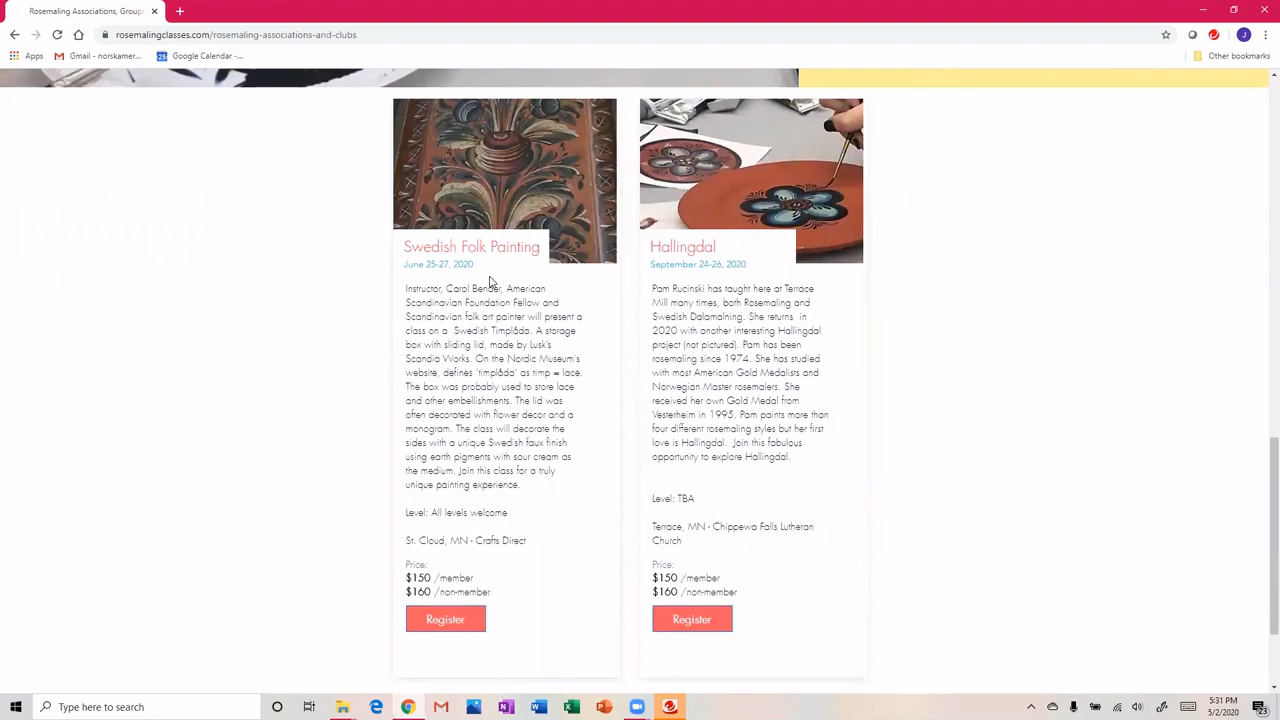 Rosemaling Associations, Group
rosemalingclasses.com/rosemaling-associations-and-clubs
Apps
Gmail - norskamer...
Google Calendar -...
Other bookmarks
Swedish Folk Painting
June 25-27, 2020
Instructor, Carol Bender, American
Scandinavian Foundation Fellow and
Scandinavian folk art painter will present a
class on a Swedish Timplåda. A storage
box with sliding lid, made by Lusk's
Scandia Works. On the Nordic Museum's
website, defines 'timplåda' as timp = lace.
The box was probably used to store lace
and other embellishments. The lid was
often decorated with flower decor and a
monogram. The class will decorate the
sides with a unique Swedish faux finish
using earth pigments with sour cream as
the medium. Join this class for a truly
unique painting experience.
Level: All levels welcome
St. Cloud, MN - Crafts Direct
Price:
$150 /member
$160 /non-member
Register
Hallingdal
September 24-26, 2020
Pam Rucinski has taught here at Terrace
Mill many times, both Rosemaling and
Swedish Dalamalning. She returns in
2020 with another interesting Hallingdal
project (not pictured). Pam has been
rosemaling since 1974. She has studied
with most American Gold Medalists and
Norwegian Master rosemalers. She
received her own Gold Medal from
Vesterheim in 1995. Pam paints more than
four different rosemaling styles but her first
love is Hallingdal. Join this fabulous
opportunity to explore Hallingdal.
Level: TBA
Terrace, MN - Chippewa Falls Lutheran
Church
Price:
$150 /member
$160 /non-member
Register
Type here to search
5:31 PM
5/2/2020